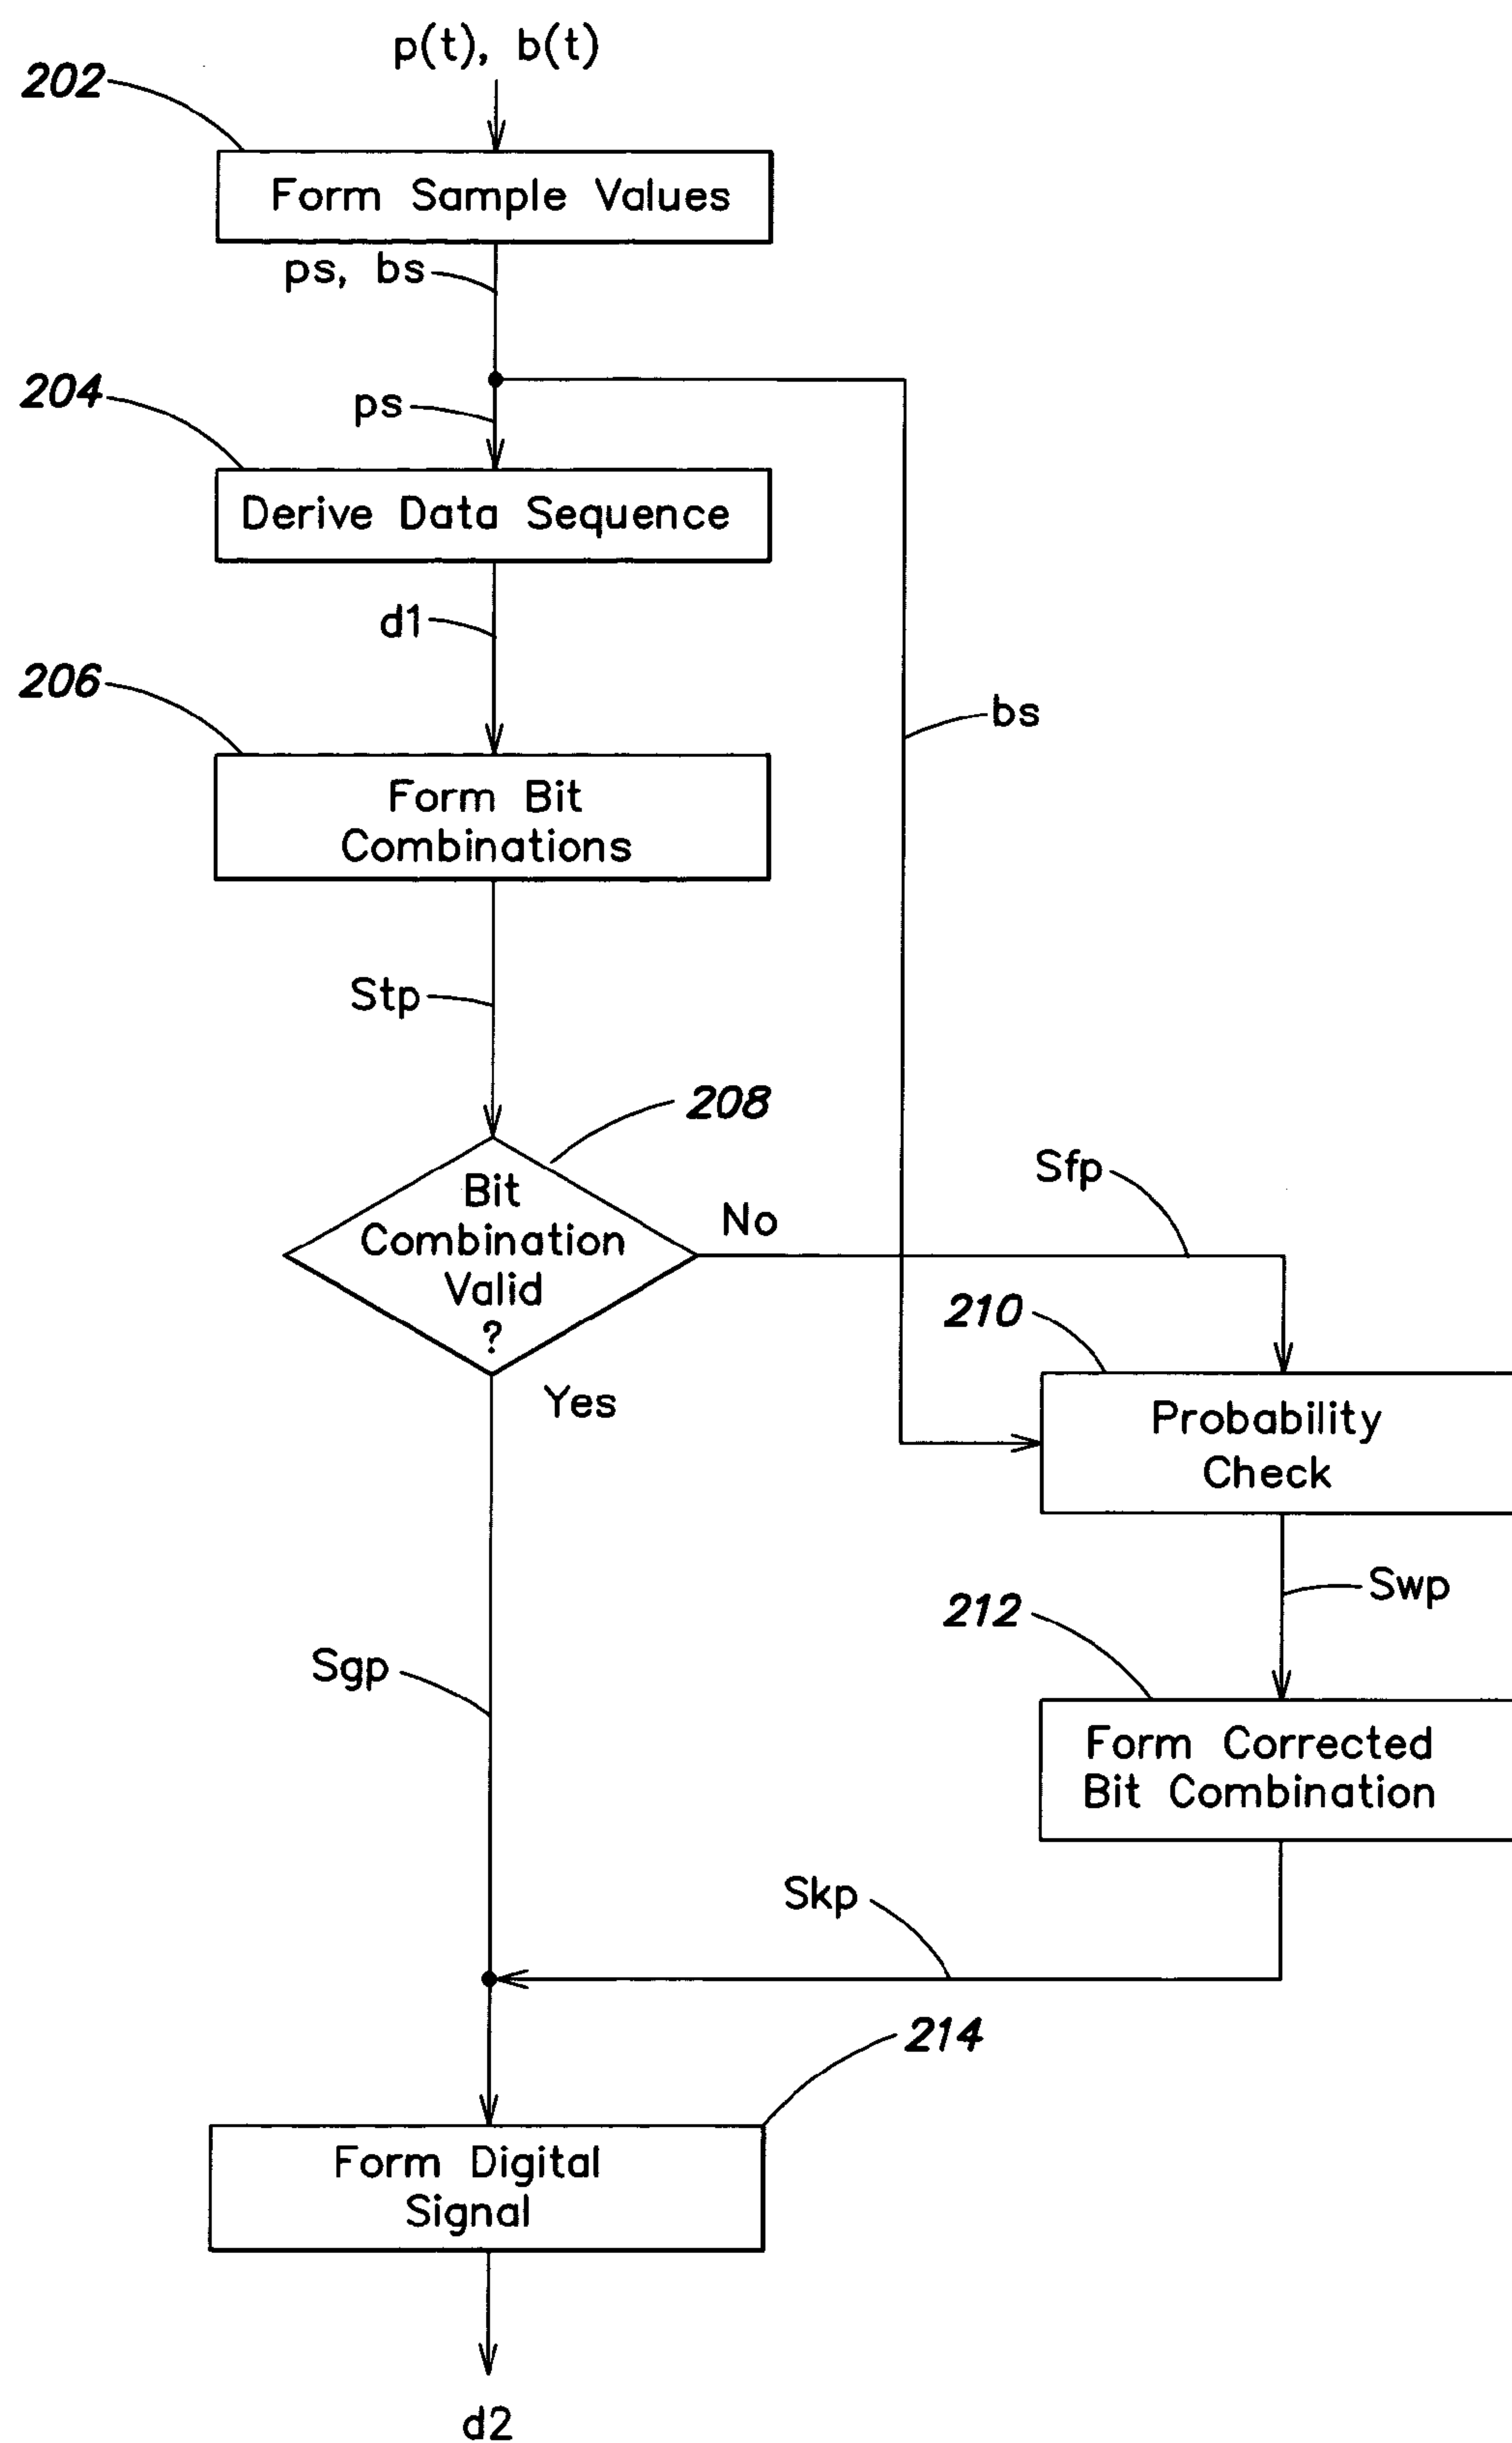 p(t), b(t)
202
Form Sample Values
ps, bs
204
ps
Derive Data Sequence
d1
206
bs
Form Bit
Combinations
Stp
208
Bit
Combination
Valid
?
No
Sfp
Yes
210
Probability
Check
Swp
212
Sgp
Form Corrected
Bit Combination
Skp
214
Form Digital
Signal
d2